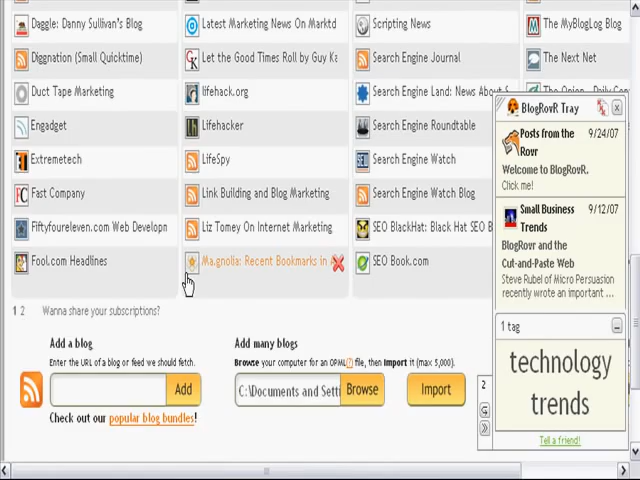 Daggle: Danny Sullivan's Blog
Latest Marketing News On Marktd
Scripting News
The MyBlogLog Blog
Diggnation (Small Quicktime)
Let the Good Times Roll by Guy Ka
Search Engine Journal
The Next Net
Duct Tape Marketing
lifehack.org
Search Engine Land: News About S
The Onion
Engadget
Lifehacker
Search Engine Roundtable
Extremetech
LifeSpy
Search Engine Watch
Fast Company
Link Building and Blog Marketing
Search Engine Watch Blog
Fiftyfoureleven.com Web Developn
Liz Tomey On Internet Marketing
SEO BlackHat: Black Hat SEO B
Fool.com Headlines
Ma.gnolia: Recent Bookmarks in
SEO Book.com
1 2 Wanna share your subscriptions?
Add a blog
Enter the URL of a blog or feed we should fetch.
Add
Check out our popular blog bundles!
Add many blogs
Browse your computer for an OPML[?] file, then Import it (max 5,000).
C:\Documents and Setti
Browse
Import
BlogRovR Tray
Posts from the Rovr
9/24/07
Welcome to BlogRovR.
Click me!
Small Business Trends
9/12/07
BlogRovr and the
Cut-and-Paste Web
Steve Rubel of Micro Persuasion
recently wrote an important ...
1 tag
technology
trends
Tell a friend!
2